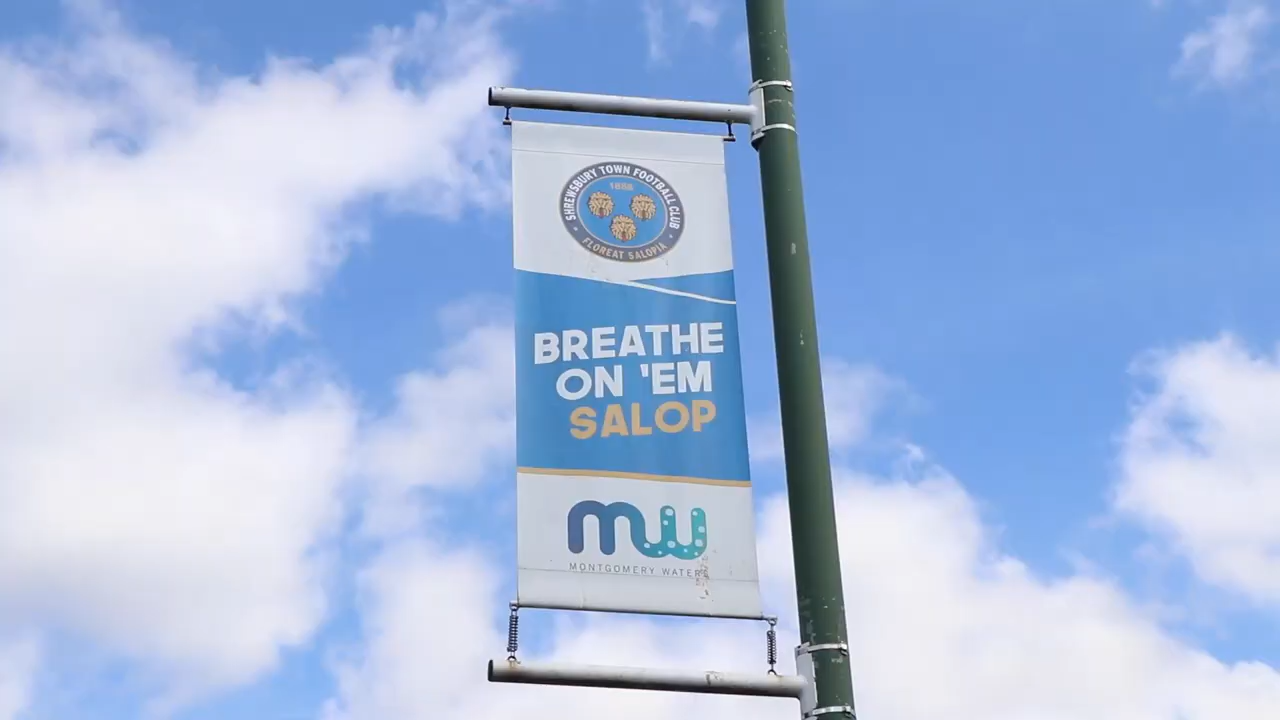 SHREWSBURY TOWN FOOTBALL CLUB
1886
FLOREAT SALOPIA
BREATHE
ON 'EM
SALOP
mw
MONTGOMERY WATERS